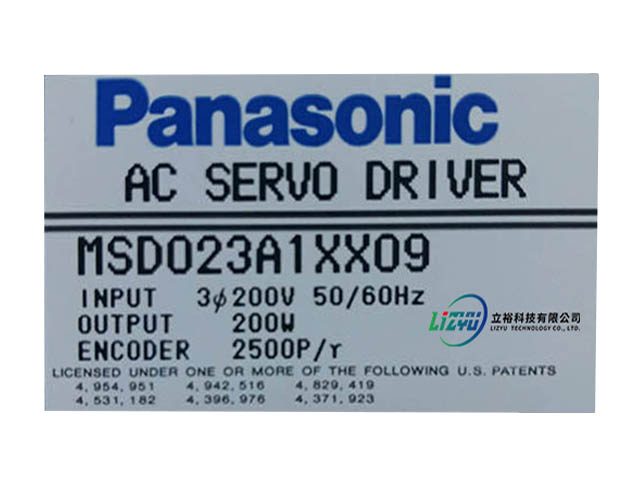 Panasonic
AC SERVO DRIVER
MSD023A1XX09
INPUT 3φ200V 50/60Hz
OUTPUT 200W
ENCODER 2500P/r
LIZYU 立裕科技有限公司
LIZYU TECHNOLOGY CO., LTD.
LICENSED UNDER ONE OR MORE OF THE FOLLOWING U.S. PATENTS
4, 954, 951 4, 942, 516 4, 829, 419
4, 531, 182 4, 396, 976 4, 371, 923